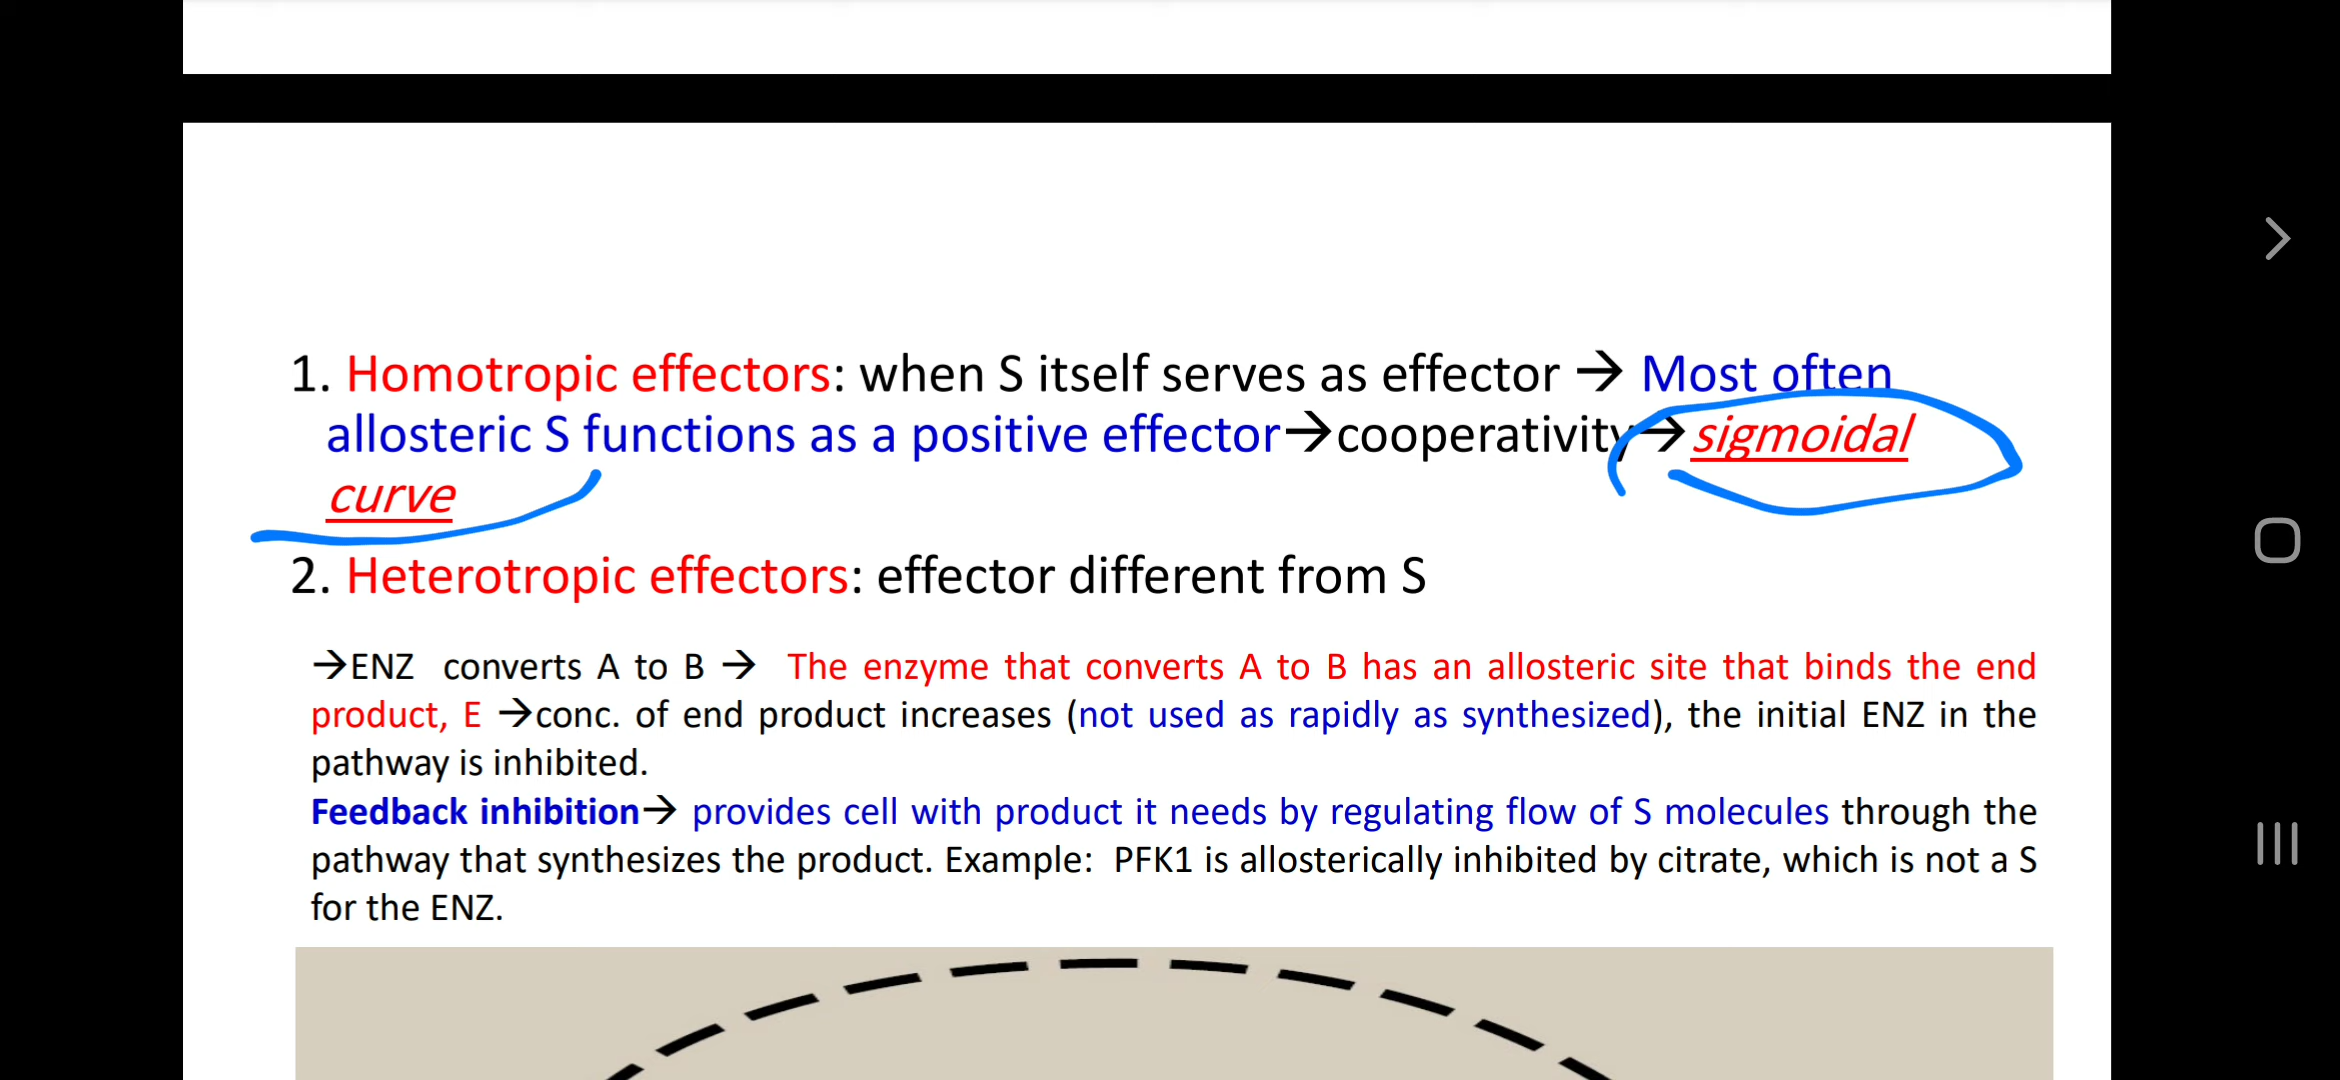 1. Homotropic effectors: when S itself serves as effector → Most often
allosteric S functions as a positive effector→cooperativity→sigmoidal
curve
2. Heterotropic effectors: effector different from S
→ENZ converts A to B → The enzyme that converts A to B has an allosteric site that binds the end
product, E →conc. of end product increases (not used as rapidly as synthesized), the initial ENZ in the
pathway is inhibited.
Feedback inhibition→ provides cell with product it needs by regulating flow of S molecules through the
pathway that synthesizes the product. Example: PFK1 is allosterically inhibited by citrate, which is not a S
for the ENZ.